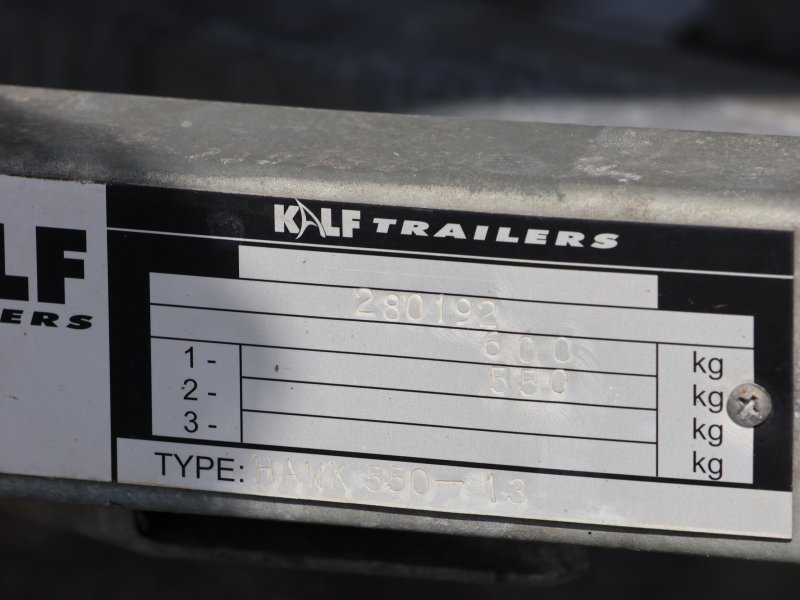 KALF TRAILERS
LF
ERS
280192
600 kg
1 - 550 kg
2 - kg
3 - kg
TYPE: HAWK 550-13